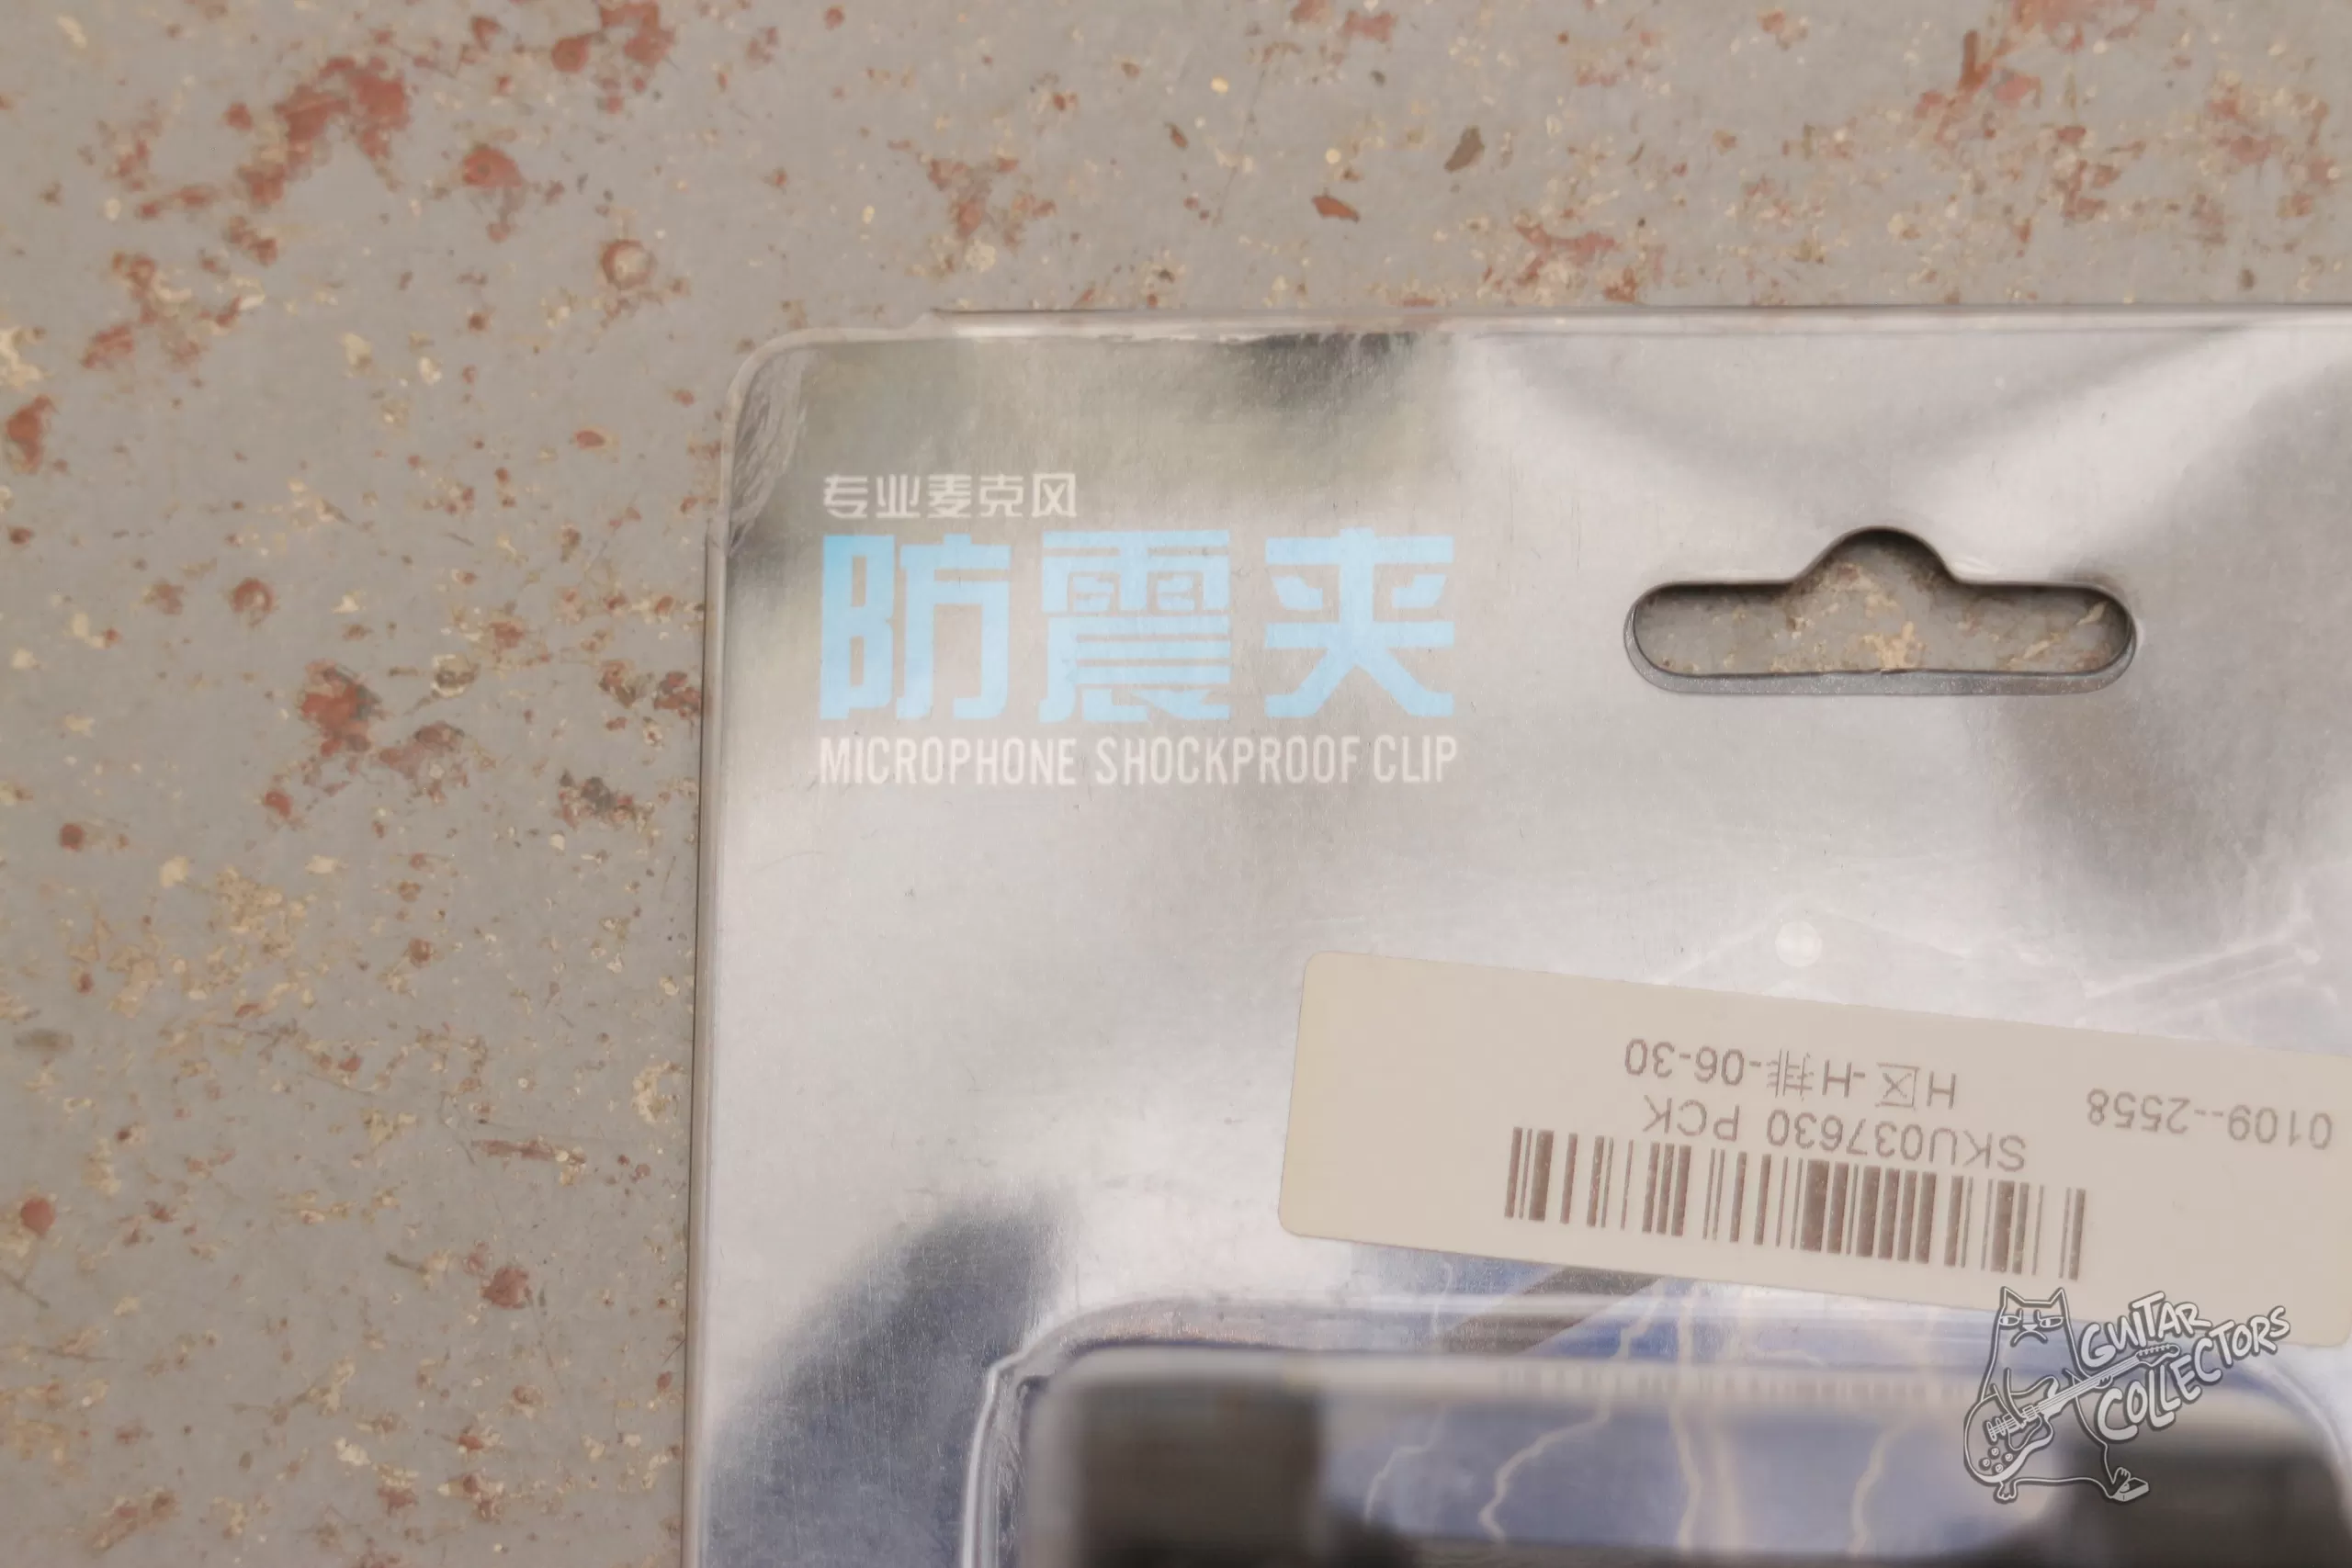 专业麦克风
防震夹
MICROPHONE SHOCKPROOF CLIP
0109--2558
H区-H排-06-30
SKU037630 PCK
GUITAR
COLLECTORS